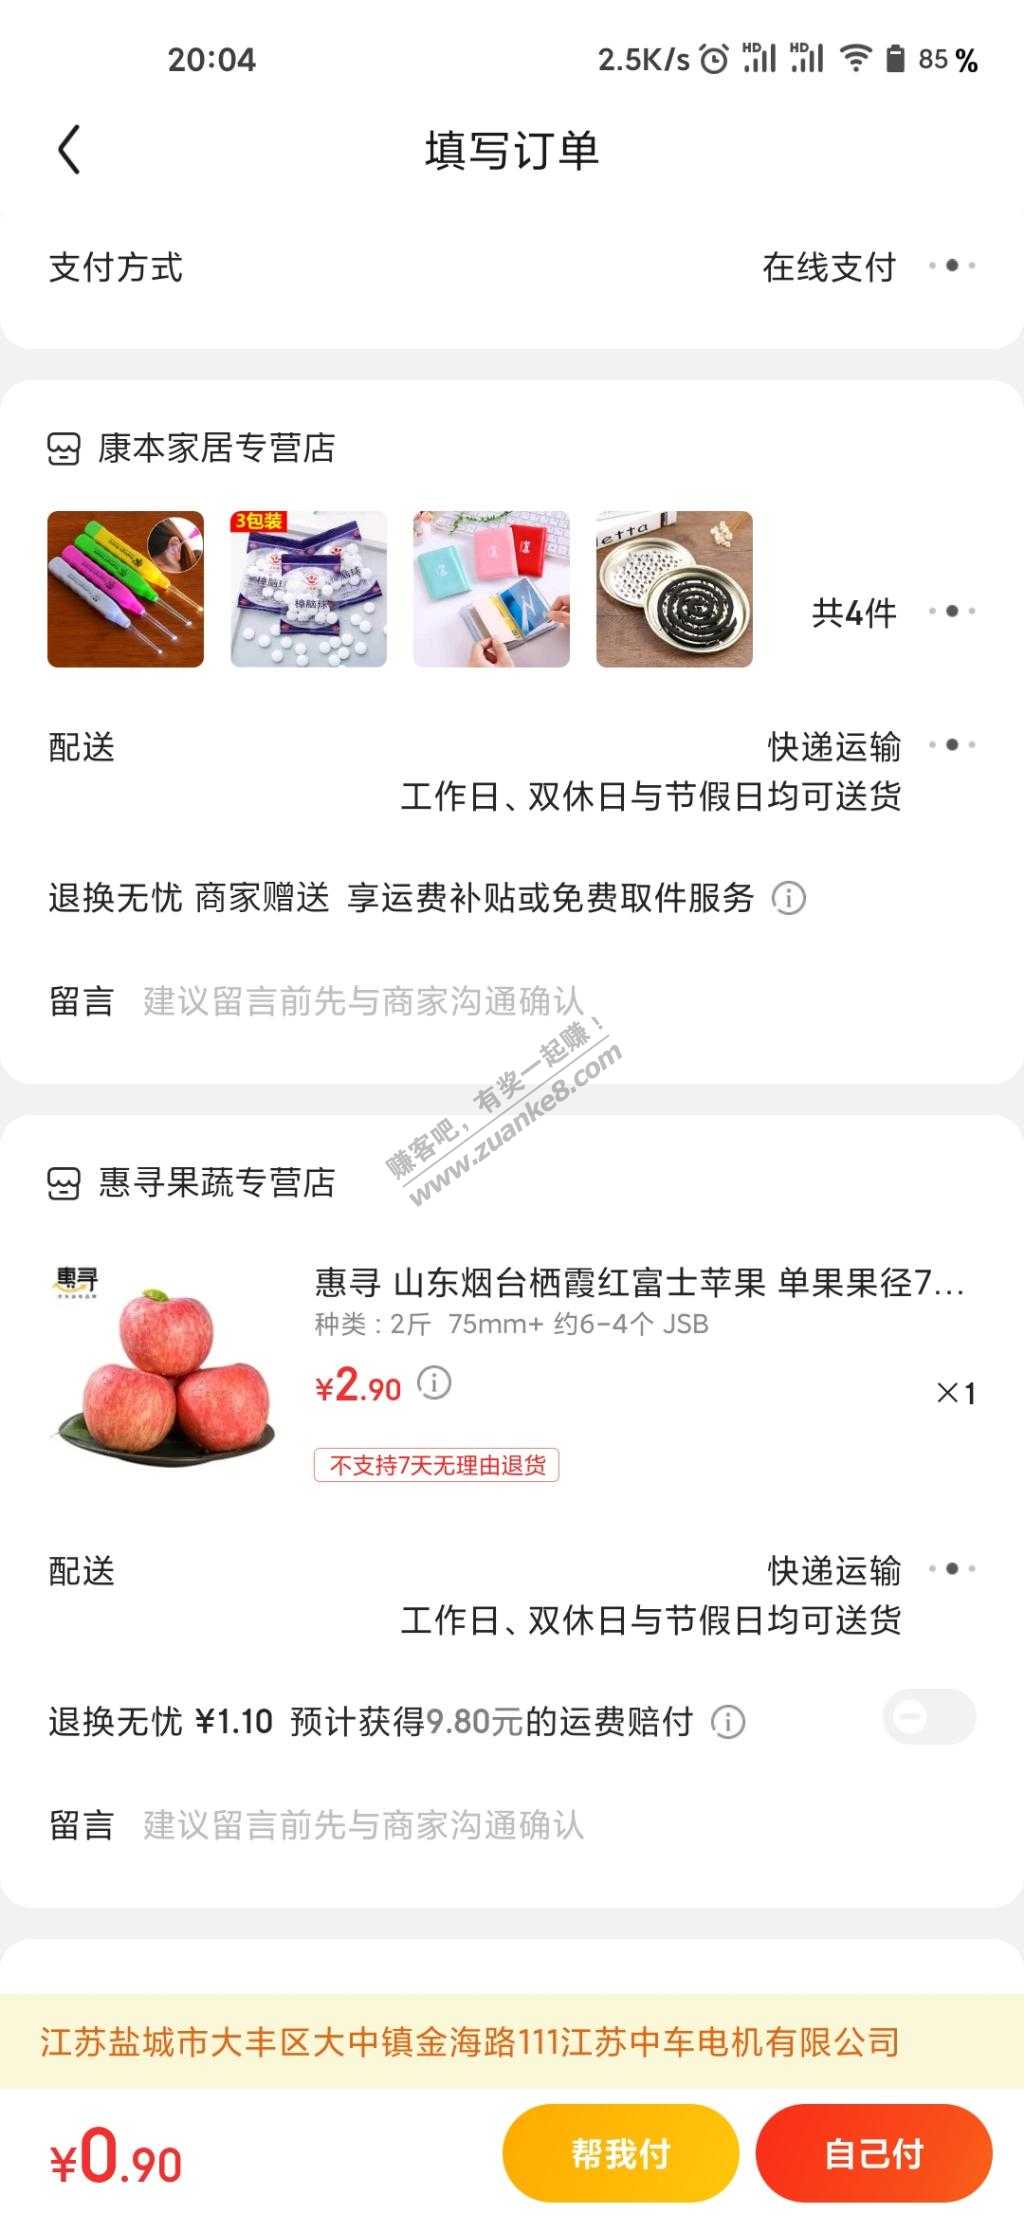 20:04 2.5K/s HD HD 85 %
填写订单
支付方式 在线支付
康本家居专营店
3包装
樟脑球
etta
共4件
配送 快递运输
工作日、双休日与节假日均可送货
退换无忧 商家赠送 享运费补贴或免费取件服务
留言 建议留言前先与商家沟通确认
赚客吧，有奖一起赚！
www.zuanke8.com
惠寻果蔬专营店
惠寻
惠寻 山东烟台栖霞红富士苹果 单果果径7...
种类：2斤 75mm+ 约6-4个 JSB
¥2.90 ×1
不支持7天无理由退货
配送 快递运输
工作日、双休日与节假日均可送货
退换无忧 ¥1.10 预计获得9.80元的运费赔付
留言 建议留言前先与商家沟通确认
江苏盐城市大丰区大中镇金海路111江苏中车电机有限公司
¥0.90 帮我付 自己付